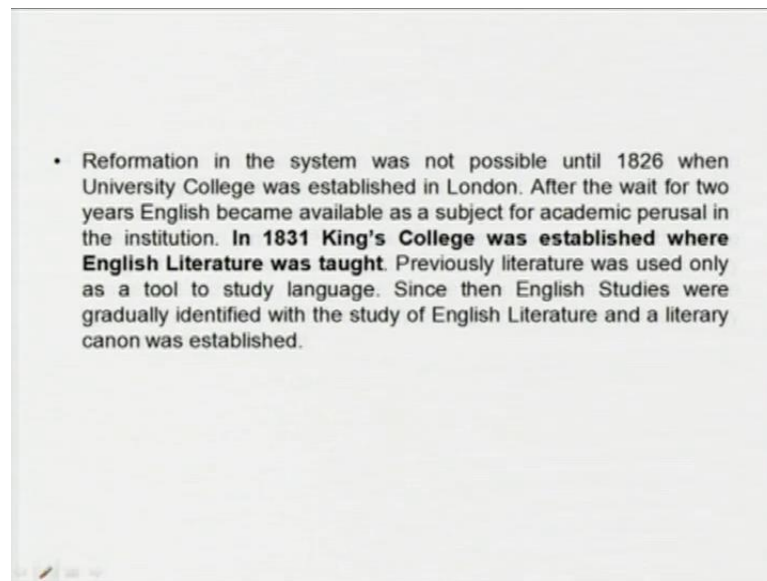 • Reformation in the system was not possible until 1826 when
University College was established in London. After the wait for two
years English became available as a subject for academic perusal in
the institution. In 1831 King's College was established where
English Literature was taught. Previously literature was used only
as a tool to study language. Since then English Studies were
gradually identified with the study of English Literature and a literary
canon was established.